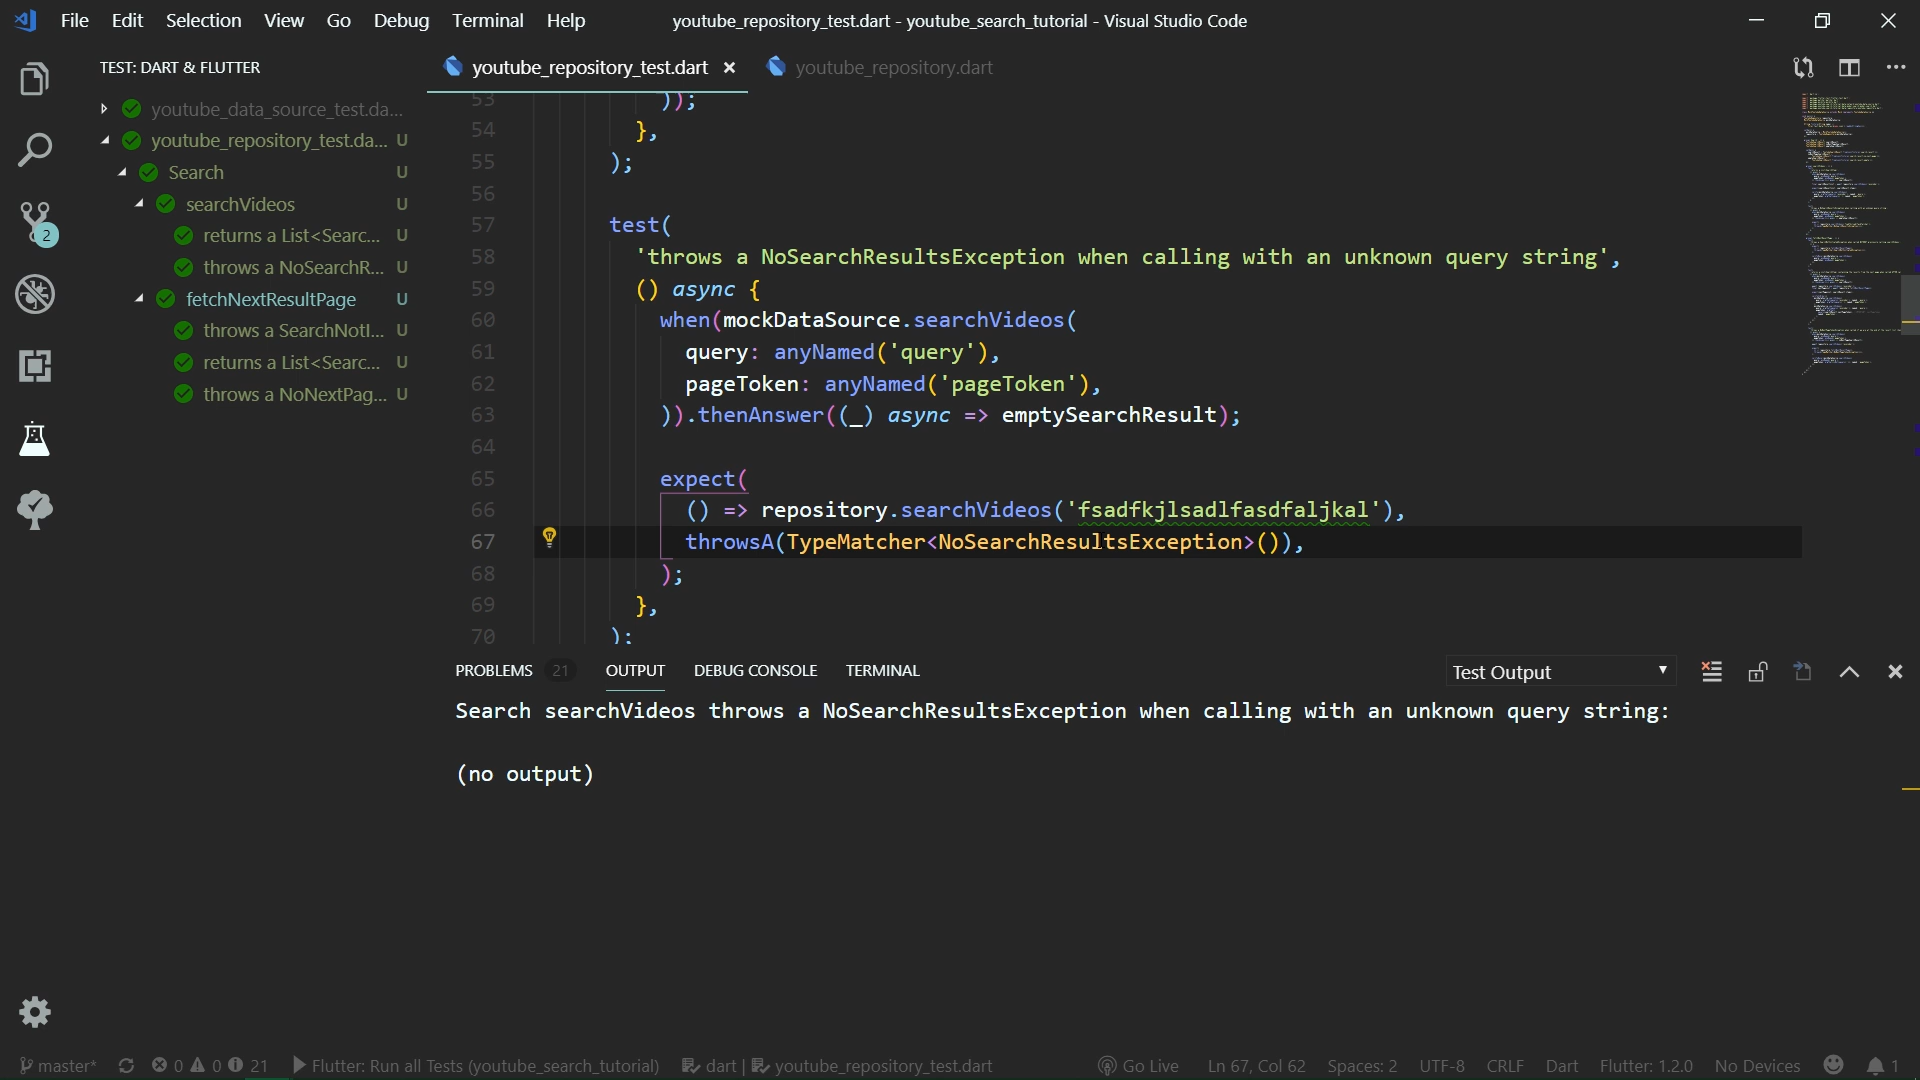 File Edit Selection View Go Debug Terminal Help
youtube_repository_test.dart - youtube_search_tutorial - Visual Studio Code
TEST: DART & FLUTTER
youtube_data_source_test.da...
youtube_repository_test.da... U
Search U
searchVideos U
returns a List<Searc... U
throws a NoSearchR... U
fetchNextResultPage U
throws a SearchNotI... U
returns a List<Searc... U
throws a NoNextPag... U
2
youtube_repository_test.dart
youtube_repository.dart
53 ));
54 },
55 );
56
57 test(
58 'throws a NoSearchResultsException when calling with an unknown query string',
59 () async {
60 when(mockDataSource.searchVideos(
61 query: anyNamed('query'),
62 pageToken: anyNamed('pageToken'),
63 )).thenAnswer((_) async => emptySearchResult);
64
65 expect(
66 () => repository.searchVideos('fsadfkjlsadlfasdfaljkal'),
67 throwsA(TypeMatcher<NoSearchResultsException>()),
68 );
69 },
70 );
PROBLEMS 21 OUTPUT DEBUG CONSOLE TERMINAL Test Output
Search searchVideos throws a NoSearchResultsException when calling with an unknown query string:
(no output)
master* 0 0 21 Flutter: Run all Tests (youtube_search_tutorial) dart | youtube_repository_test.dart Go Live Ln 67, Col 62 Spaces: 2 UTF-8 CRLF Dart Flutter: 1.2.0 No Devices 1